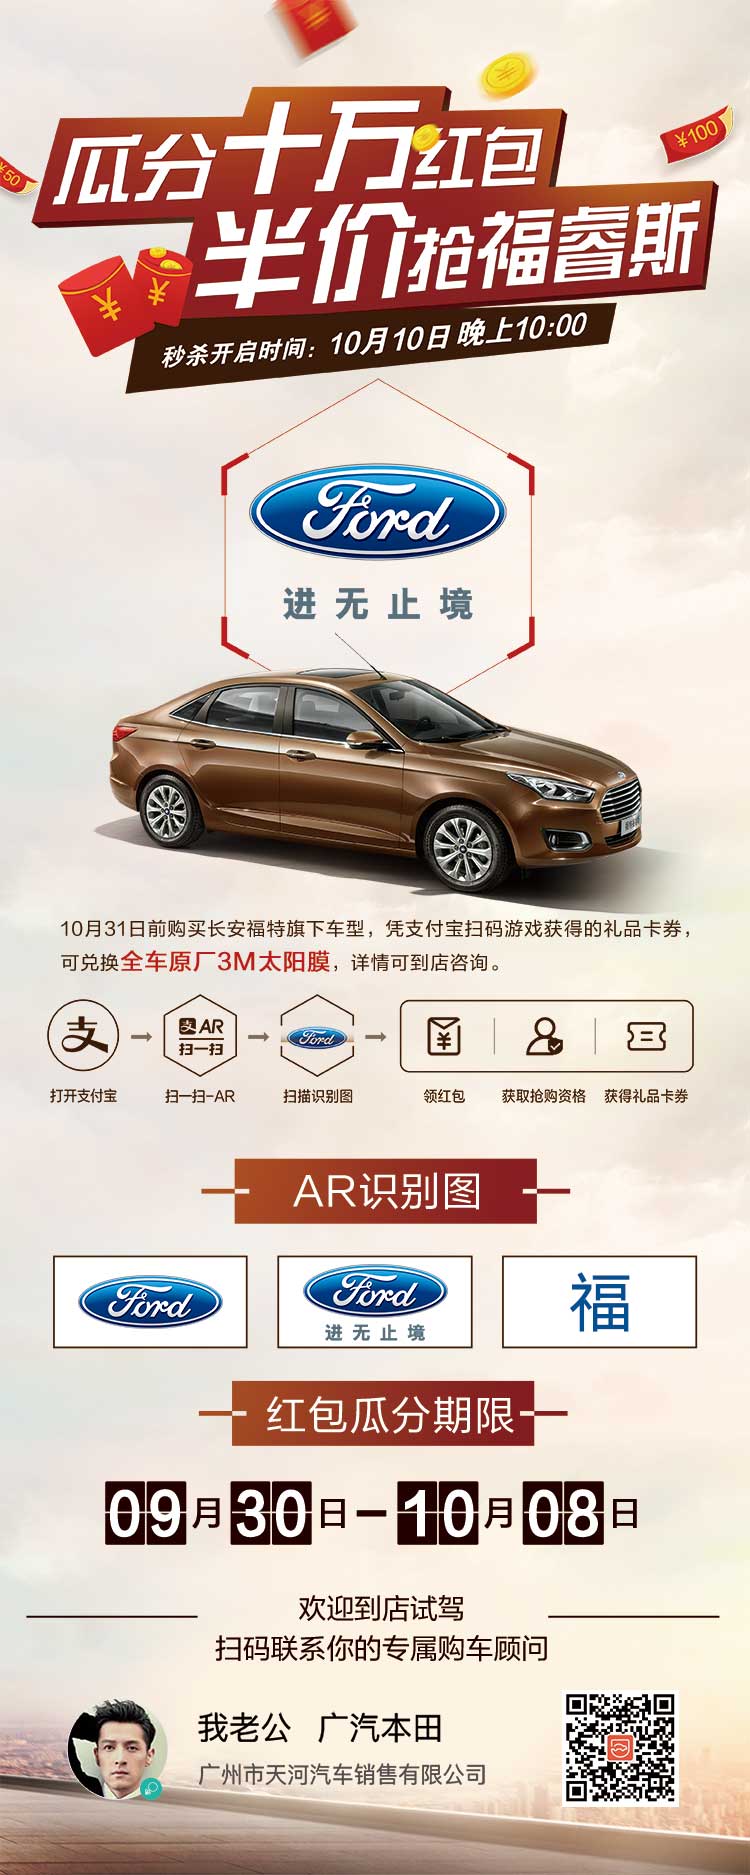 瓜分十万红包
半价抢福睿斯
秒杀开启时间：10月10日 晚上10:00
¥50
¥100
¥
¥
Ford
进无止境
10月31日前购买长安福特旗下车型，凭支付宝扫码游戏获得的礼品卡券，
可兑换全车原厂3M太阳膜，详情可到店咨询。
支
支AR
扫一扫
Ford
¥
打开支付宝
扫一扫-AR
扫描识别图
领红包
获取抢购资格
获得礼品卡券
AR识别图
Ford
Ford
进无止境
福
红包瓜分期限
09月30日-10月08日
欢迎到店试驾
扫码联系你的专属购车顾问
我老公 广汽本田
广州市天河汽车销售有限公司